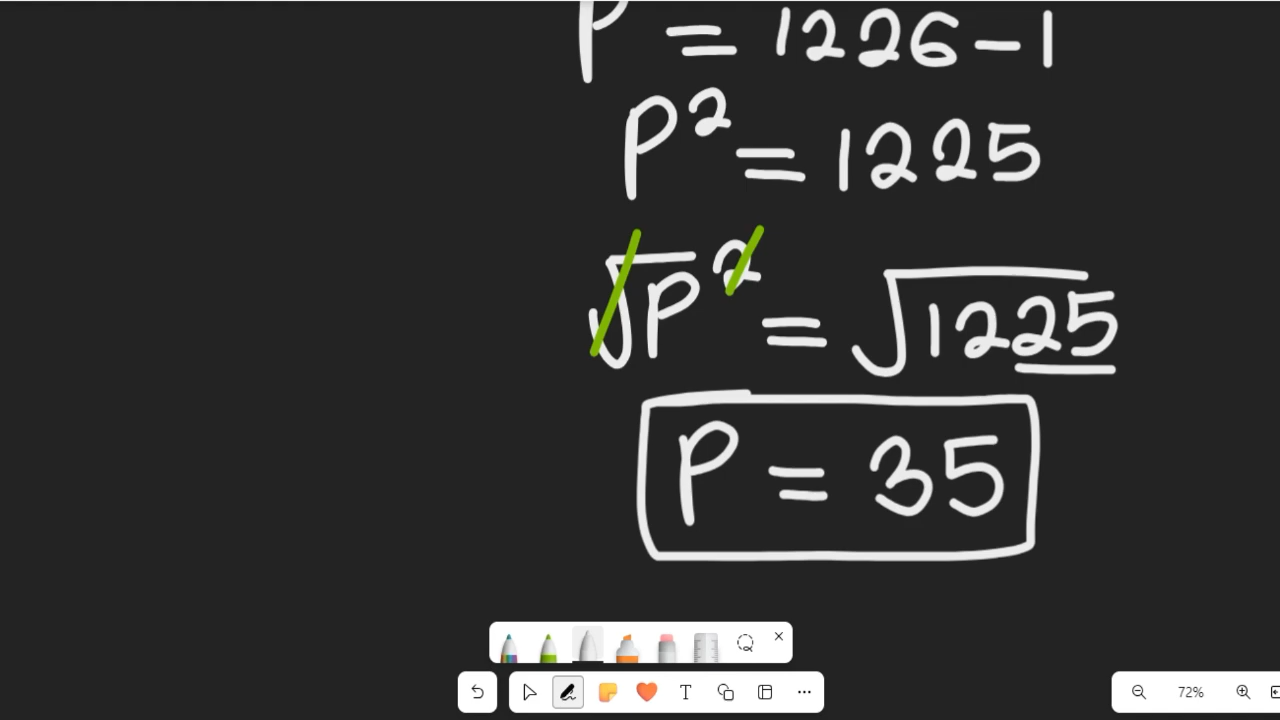 P = 1226 - 1
P² = 1225
√P² = √1225
P = 35
T
72%